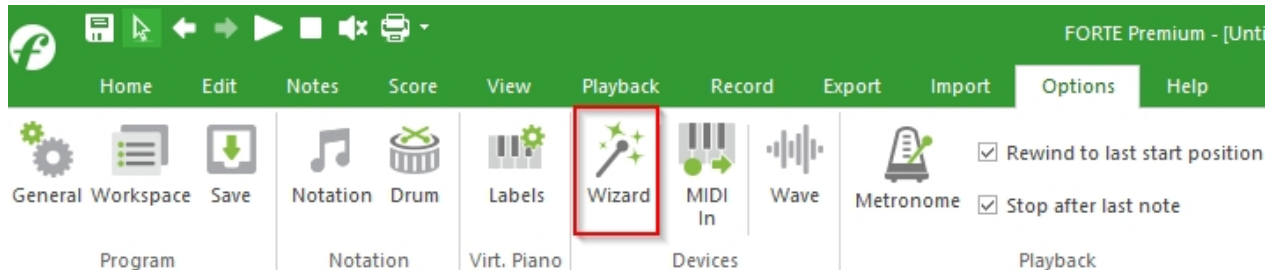 FORTE Premium - [Unti
Home Edit Notes Score View Playback Record Export Import Options Help
General Workspace Save Notation Drum Labels Wizard MIDI In Wave Metronome Rewind to last start position
Stop after last note
Program Notation Virt. Piano Devices Playback